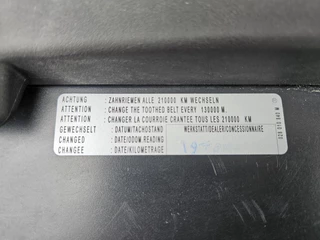 ACHTUNG : ZAHNRIEMEN ALLE 210000 KM WECHSELN
ATTENTION : CHANGE THE TOOTHED BELT EVERY 130000 M.
ATTENTION : CHANGER LA COURROIE CRANTEE TOUS LES 210000 KM
GEWECHSELT : DATUM/TACHOSTAND WERKSTATT/DEALER/CONCESSIONNAIRE
CHANGED : DATE/ODOM.READING
CHANGEE : DATE/KILOMETRAGE